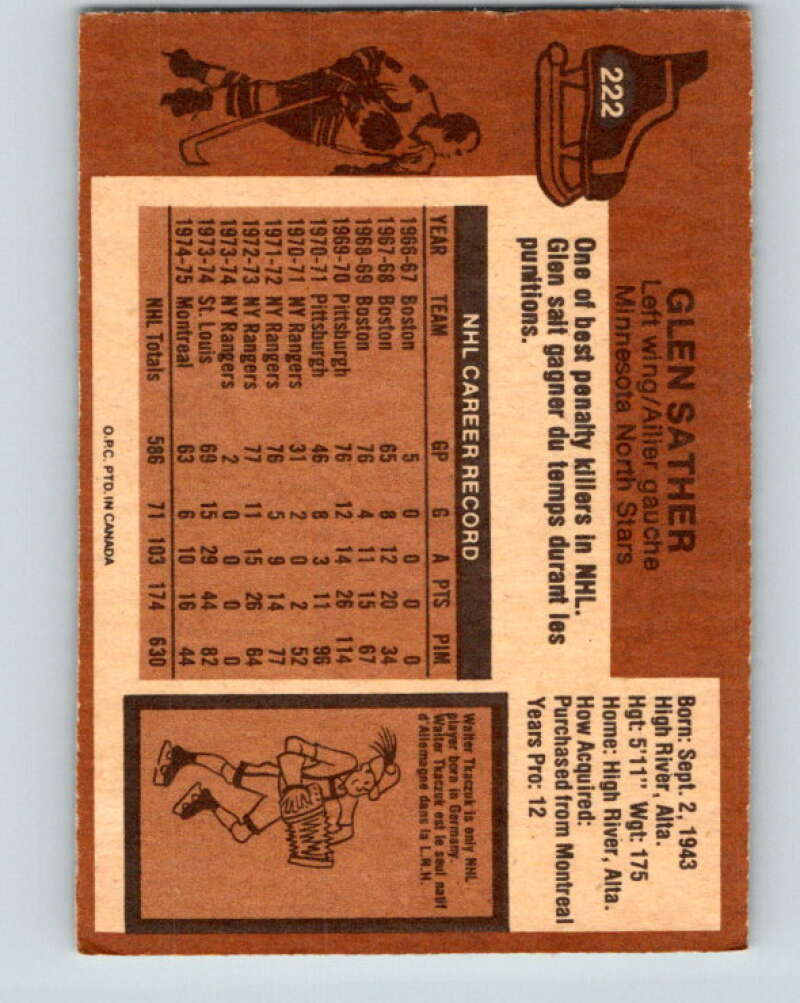 222
GLEN SATHER
Left wing/Ailier gauche
Minnesota North Stars
Born: Sept. 2, 1943
High River, Alta.
Hgt: 5'11" Wgt: 175
Home: High River, Alta.
How Acquired:
Purchased from Montreal
Years Pro: 12
One of best penalty killers in NHL.
Glen sait gagner du temps durant les
punitions.
NHL CAREER RECORD
YEAR TEAM GP G A PTS PIM
1966-67 Boston 5 0 0 0 0
1967-68 Boston 65 8 12 20 34
1968-69 Boston 76 4 11 15 67
1969-70 Pittsburgh 76 12 14 26 114
1970-71 Pittsburgh 46 8 3 11 96
1970-71 NY Rangers 31 2 0 2 52
1971-72 NY Rangers 76 5 9 14 77
1972-73 NY Rangers 77 11 15 26 64
1973-74 NY Rangers 2 0 0 0 0
1973-74 St. Louis 69 15 29 44 82
1974-75 Montreal 63 6 10 16 44
NHL Totals 586 71 103 174 630
Walter Tkaczuk is only NHL
player born in Germany.
Walter Tkaczuk est le seul natif
d'Allemagne dans la L.N.H.
O.P.C. PTD. IN CANADA